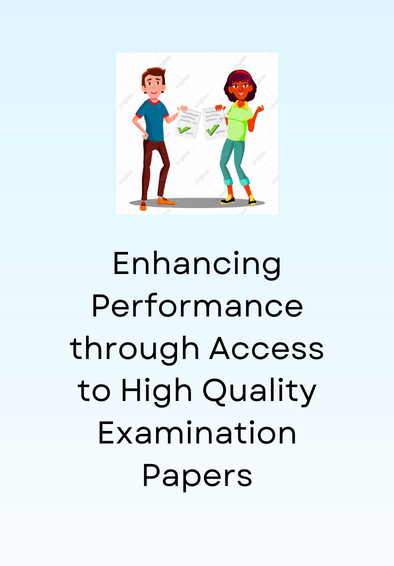 Enhancing
Performance
through Access
to High Quality
Examination
Papers